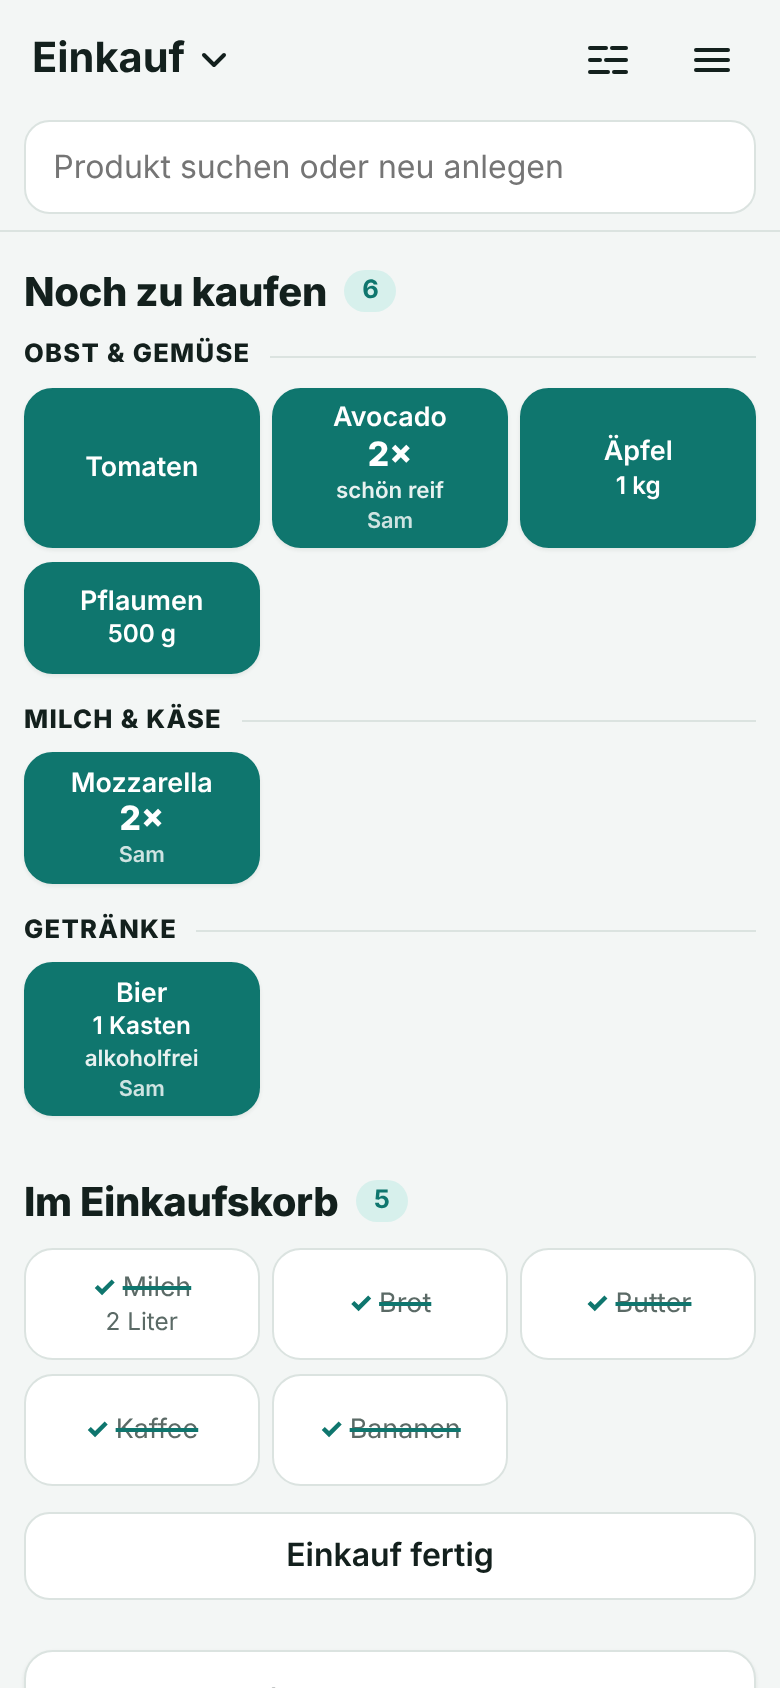 Einkauf
Produkt suchen oder neu anlegen
Noch zu kaufen 6
OBST & GEMÜSE
Tomaten
Avocado
2×
schön reif
Sam
Äpfel
1 kg
Pflaumen
500 g
MILCH & KÄSE
Mozzarella
2×
Sam
GETRÄNKE
Bier
1 Kasten
alkoholfrei
Sam
Im Einkaufskorb 5
Milch
2 Liter
Brot
Butter
Kaffee
Bananen
Einkauf fertig